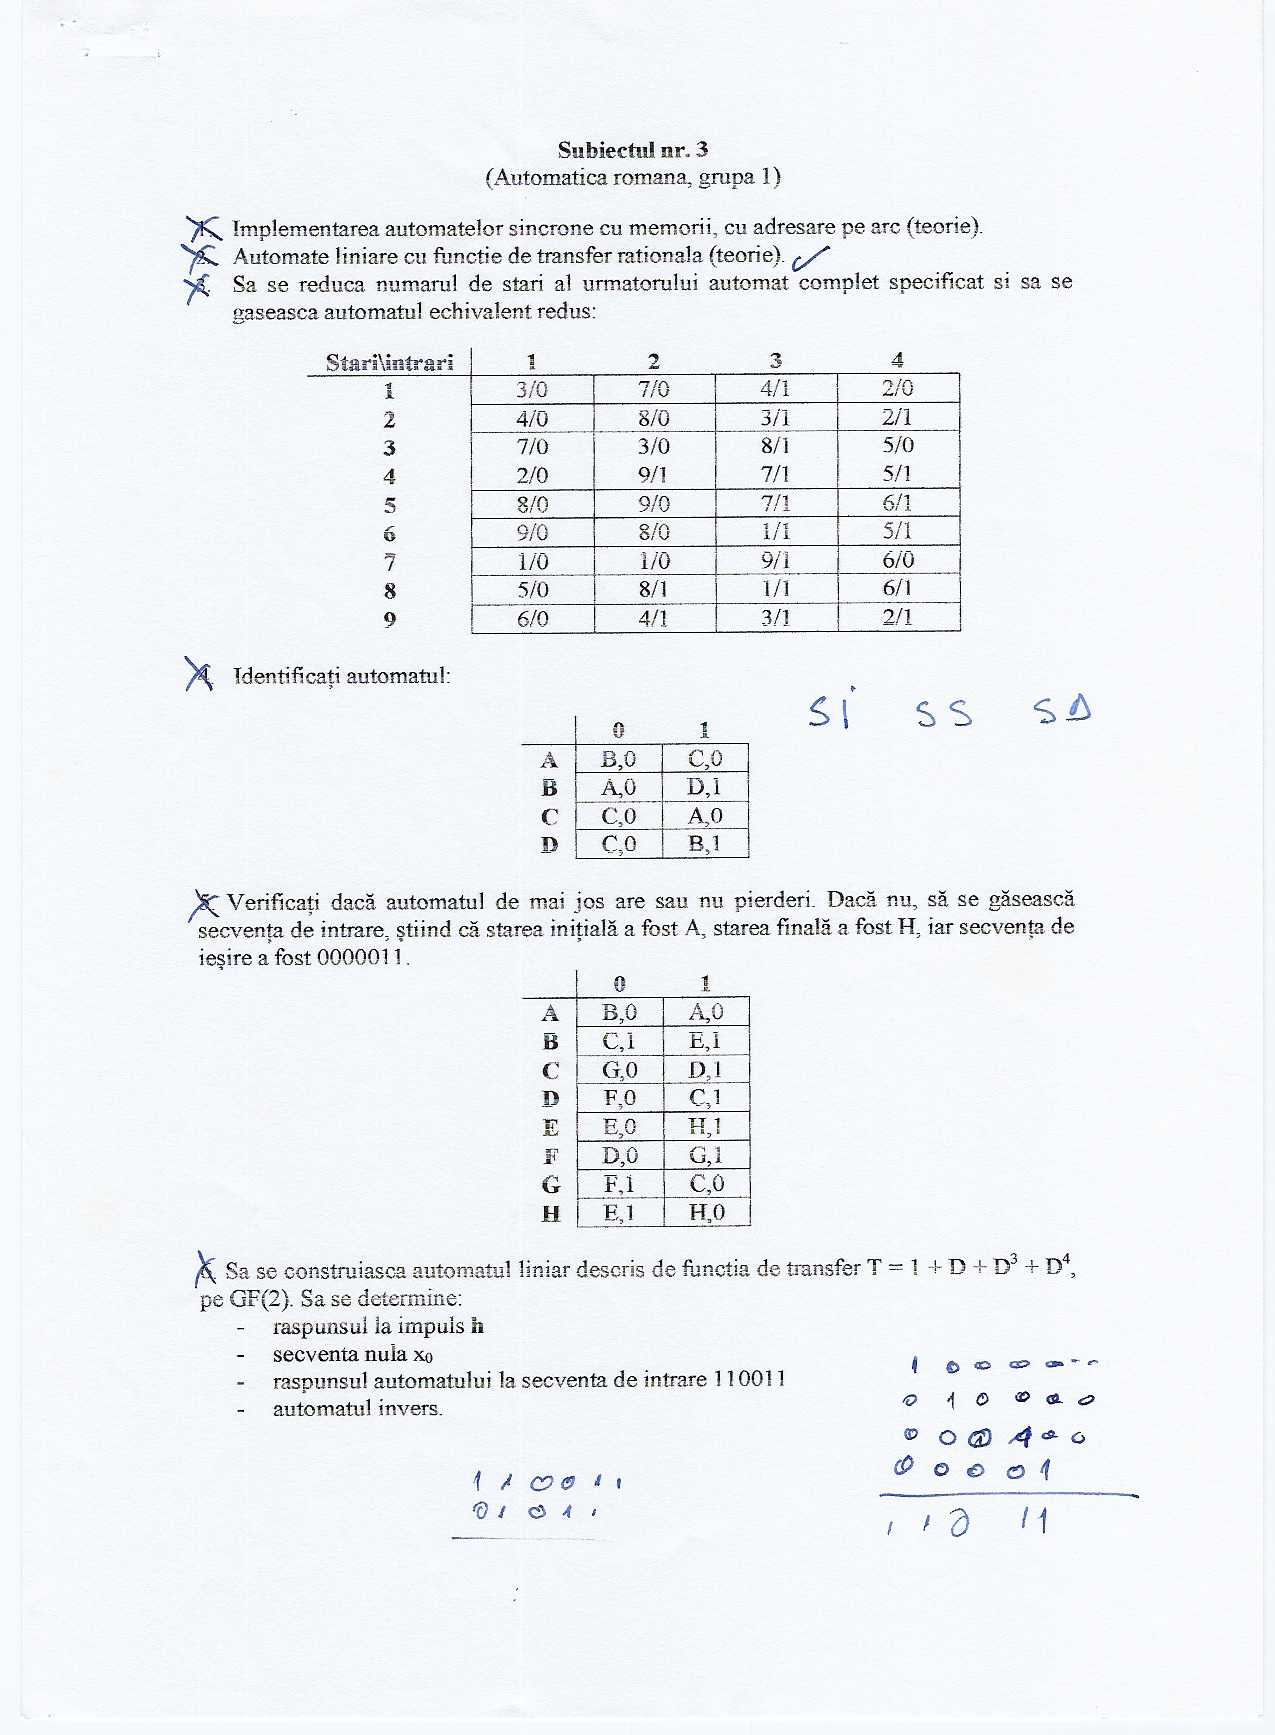 Subiectul nr. 3
(Automatica romana, grupa 1)
Implementarea automatelor sincrone cu memorii, cu adresare pe arc (teorie).
Automate liniare cu functie de transfer rationala (teorie).
Sa se reduca numarul de stari al urmatorului automat complet specificat si sa se
gaseasca automatul echivalent redus:
Stari\intrari 1 2 3 4
1 3/0 7/0 4/1 2/0
2 4/0 8/0 3/1 2/1
3 7/0 3/0 8/1 5/0
4 2/0 9/1 7/1 5/1
5 8/0 9/0 7/1 6/1
6 9/0 8/0 1/1 5/1
7 1/0 1/0 9/1 6/0
8 5/0 8/1 1/1 6/1
9 6/0 4/1 3/1 2/1
4. Identificați automatul:
si ss sΔ
0 1
A B,0 C,0
B A,0 D,1
C C,0 A,0
D C,0 B,1
Verificați dacă automatul de mai jos are sau nu pierderi. Dacă nu, să se găsească
secvența de intrare, știind că starea inițială a fost A, starea finală a fost H, iar secvența de
ieșire a fost 0000011.
0 1
A B,0 A,0
B C,1 E,1
C G,0 D,1
D F,0 C,1
E E,0 H,1
F D,0 G,1
G F,1 C,0
H E,1 H,0
Sa se construiasca automatul liniar descris de functia de transfer T = 1 + D + D³ + D⁴,
pe GF(2). Sa se determine:
- raspunsul la impuls h
- secventa nula x₀
- raspunsul automatului la secventa de intrare 110011
- automatul invers.
1 0 0 0 0 - -
0 1 0 0 0 0
0 0 0 1 0 0
0 0 0 0 1
1 1 0 1 1
1 1 0 0 1 1
0 1 0 1 1